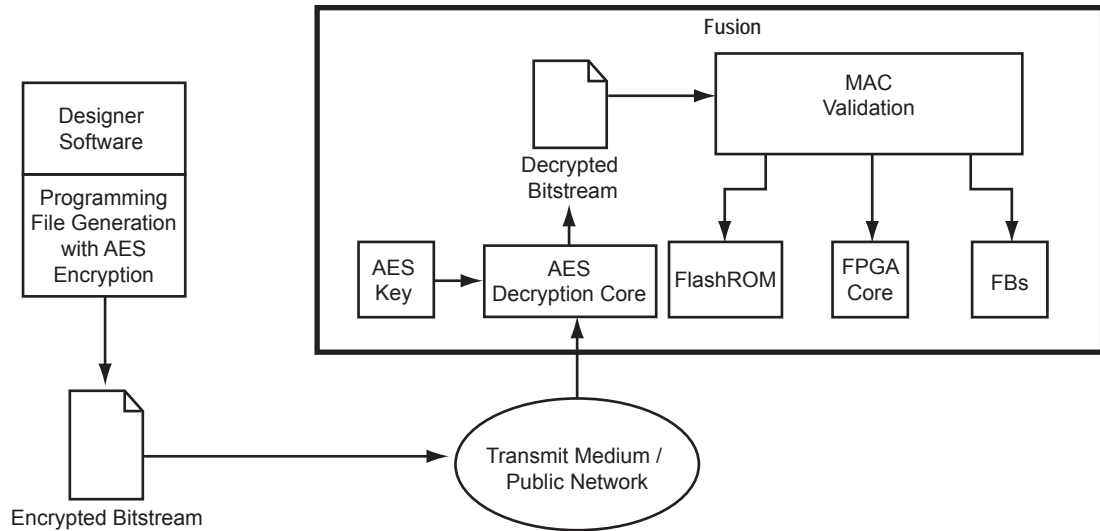 Fusion
Designer
Software
Programming
File Generation
with AES
Encryption
MAC
Validation
Decrypted
Bitstream
AES
Key
AES
Decryption Core
FlashROM
FPGA
Core
FBs
Transmit Medium /
Public Network
Encrypted Bitstream